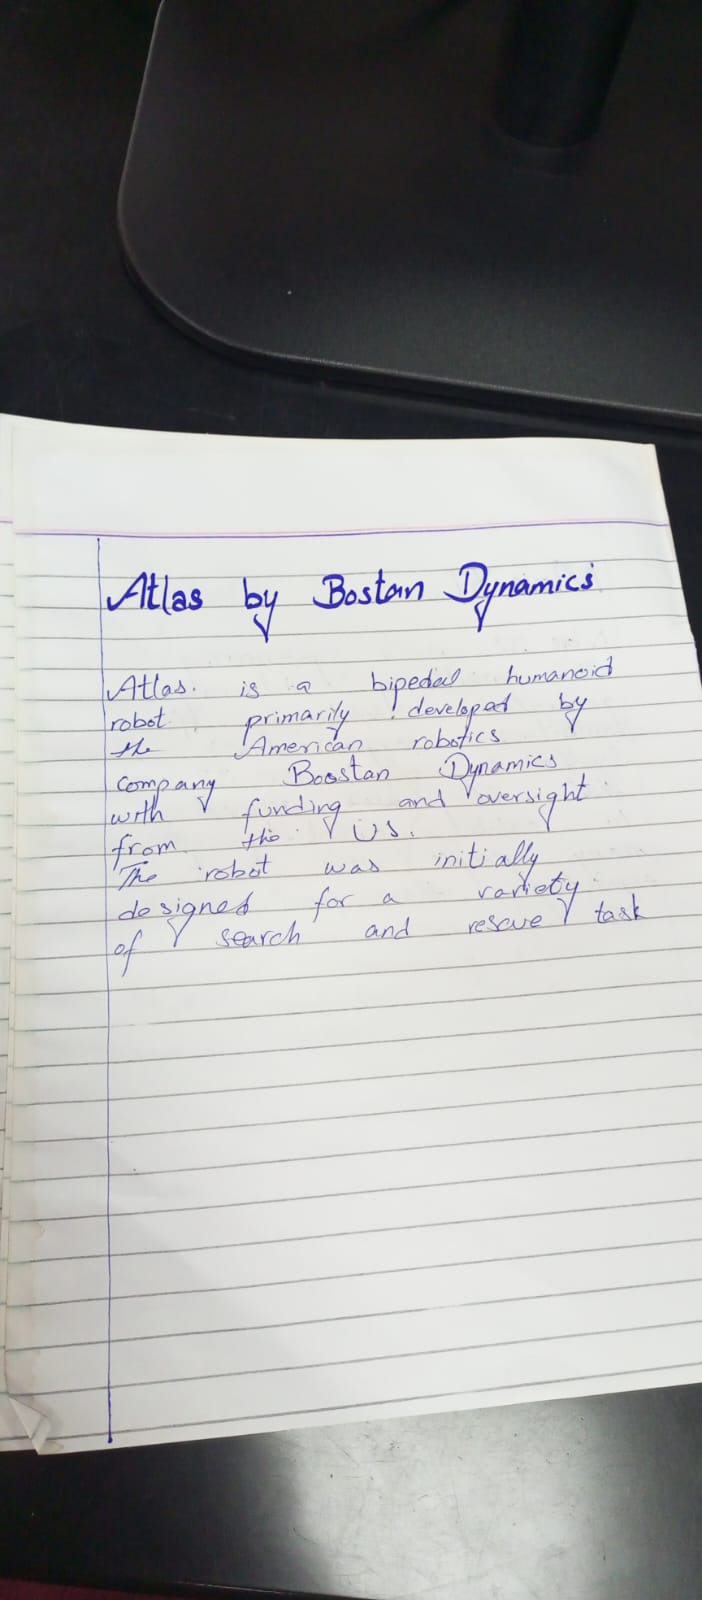 Atlas by Bostan Dynamics
Atlas. is a bipedal humanoid
robot primarily developed by
the American robotics
company Boostan Dynamics
with funding and oversight
from the US.
The robot was initially
designed for a variety
of search and rescue task